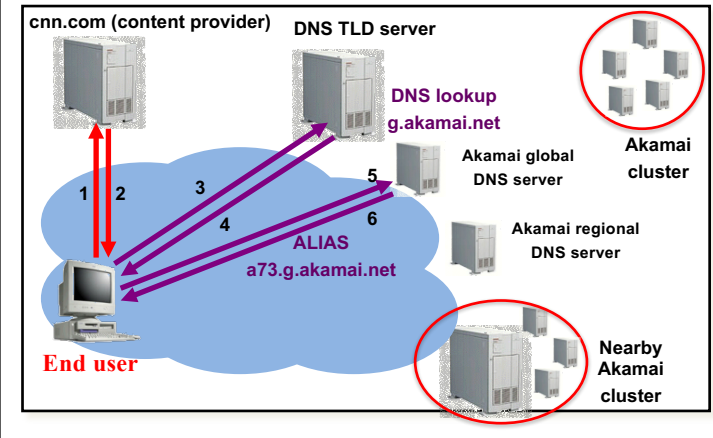 cnn.com (content provider)
DNS TLD server
DNS lookup
g.akamai.net
Akamai
cluster
Akamai global
DNS server
1
2
3
4
5
6
ALIAS
a73.g.akamai.net
Akamai regional
DNS server
End user
Nearby
Akamai
cluster